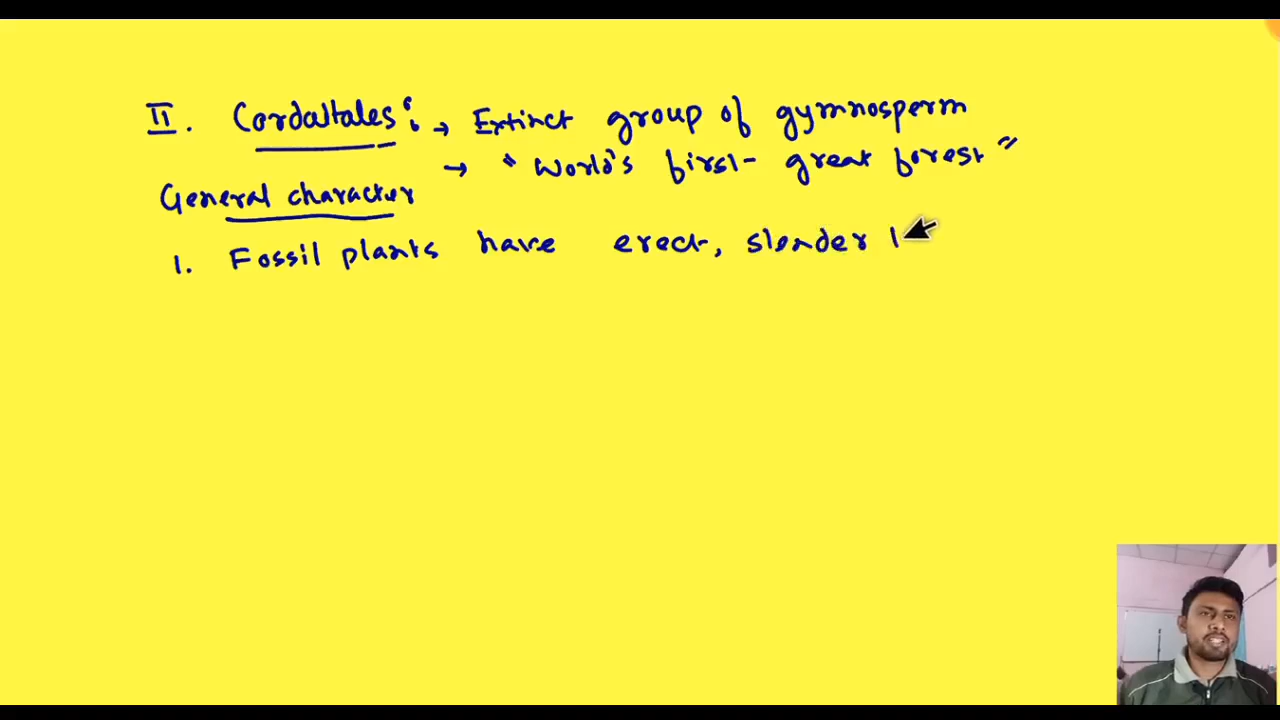 II. Cordaitales: → Extinct group of gymnosperm
→ "World's first great forest"
General character
1. Fossil plants have erect, slender